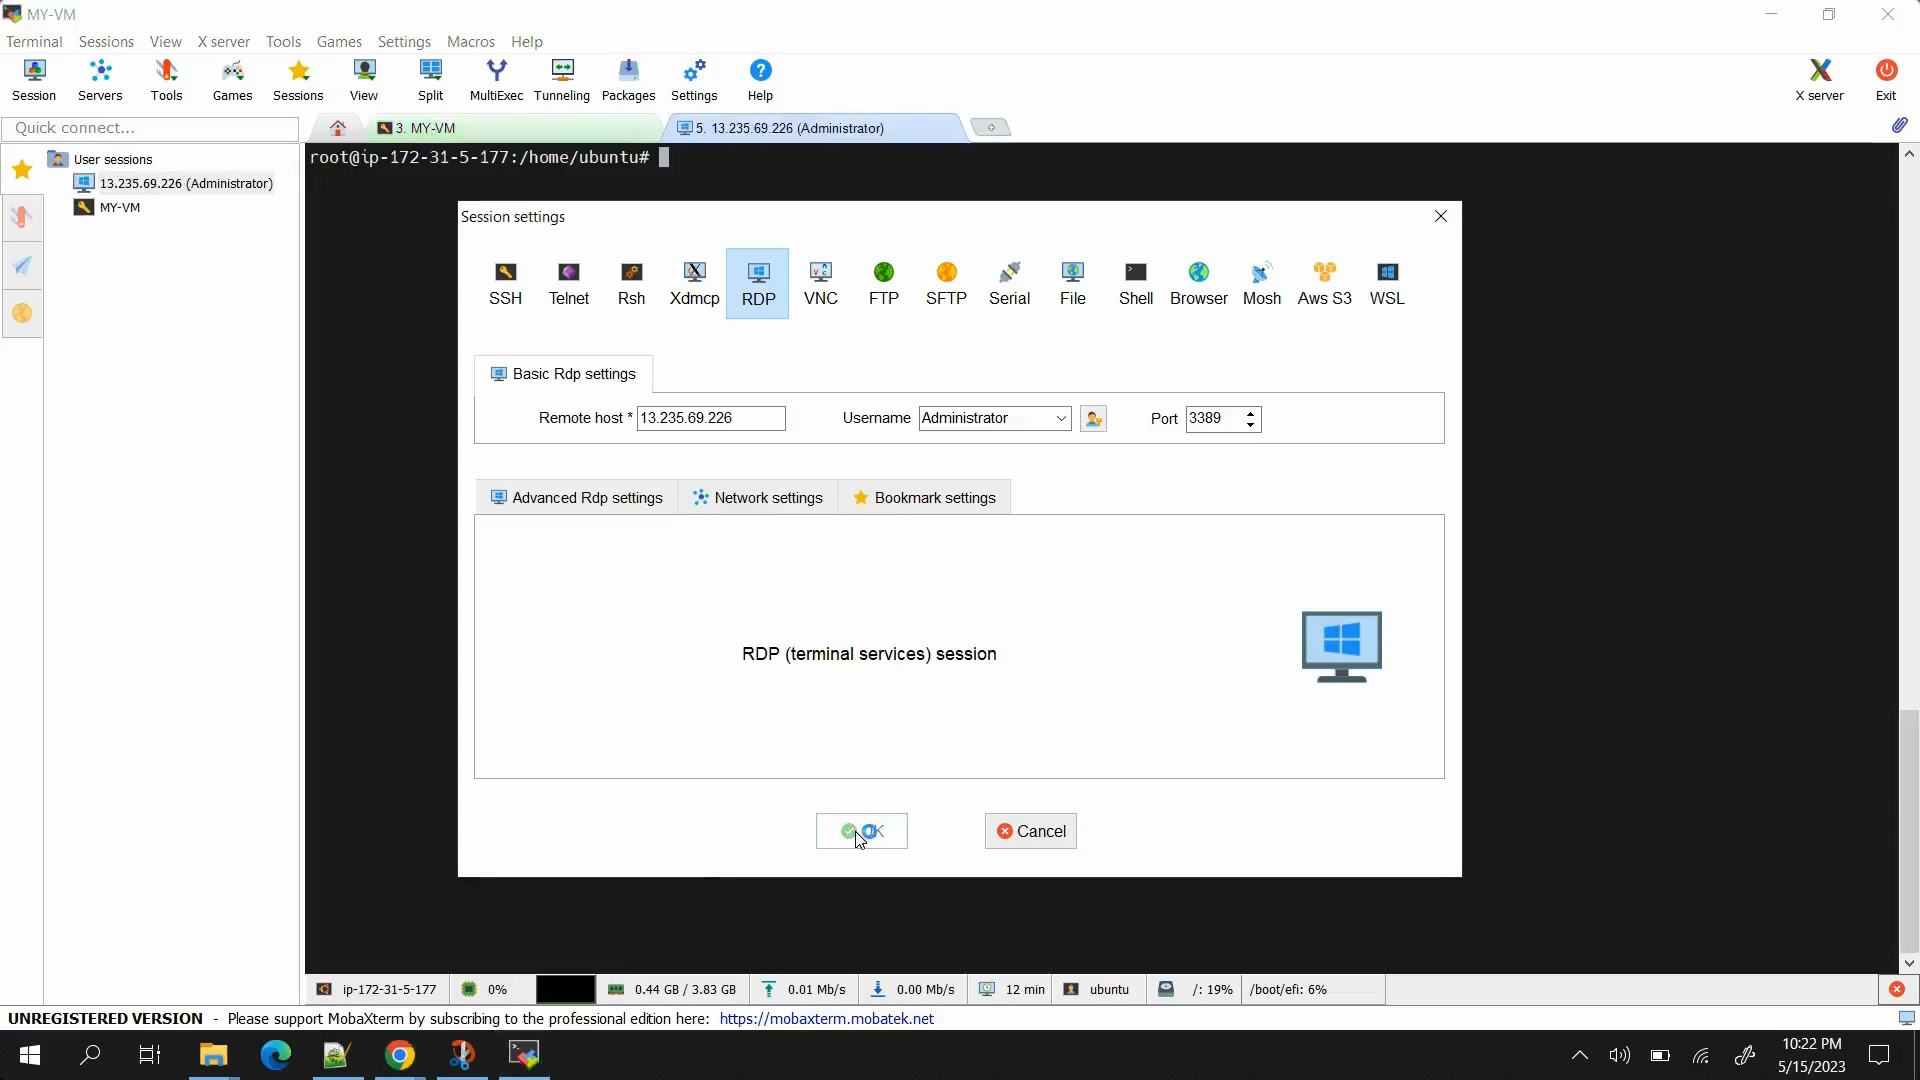 MY-VM
Terminal Sessions View X server Tools Games Settings Macros Help
Session Servers Tools Games Sessions View Split MultiExec Tunneling Packages Settings Help X server Exit
Quick connect...
3. MY-VM
5. 13.235.69.226 (Administrator)
User sessions
13.235.69.226 (Administrator)
MY-VM
root@ip-172-31-5-177:/home/ubuntu#
Session settings
SSH Telnet Rsh Xdmcp RDP VNC FTP SFTP Serial File Shell Browser Mosh Aws S3 WSL
Basic Rdp settings
Remote host * 13.235.69.226 Username Administrator Port 3389
Advanced Rdp settings Network settings Bookmark settings
RDP (terminal services) session
OK Cancel
ip-172-31-5-177 0% 0.44 GB / 3.83 GB 0.01 Mb/s 0.00 Mb/s 12 min ubuntu /: 19% /boot/efi: 6%
UNREGISTERED VERSION - Please support MobaXterm by subscribing to the professional edition here: https://mobaxterm.mobatek.net
10:22 PM
5/15/2023